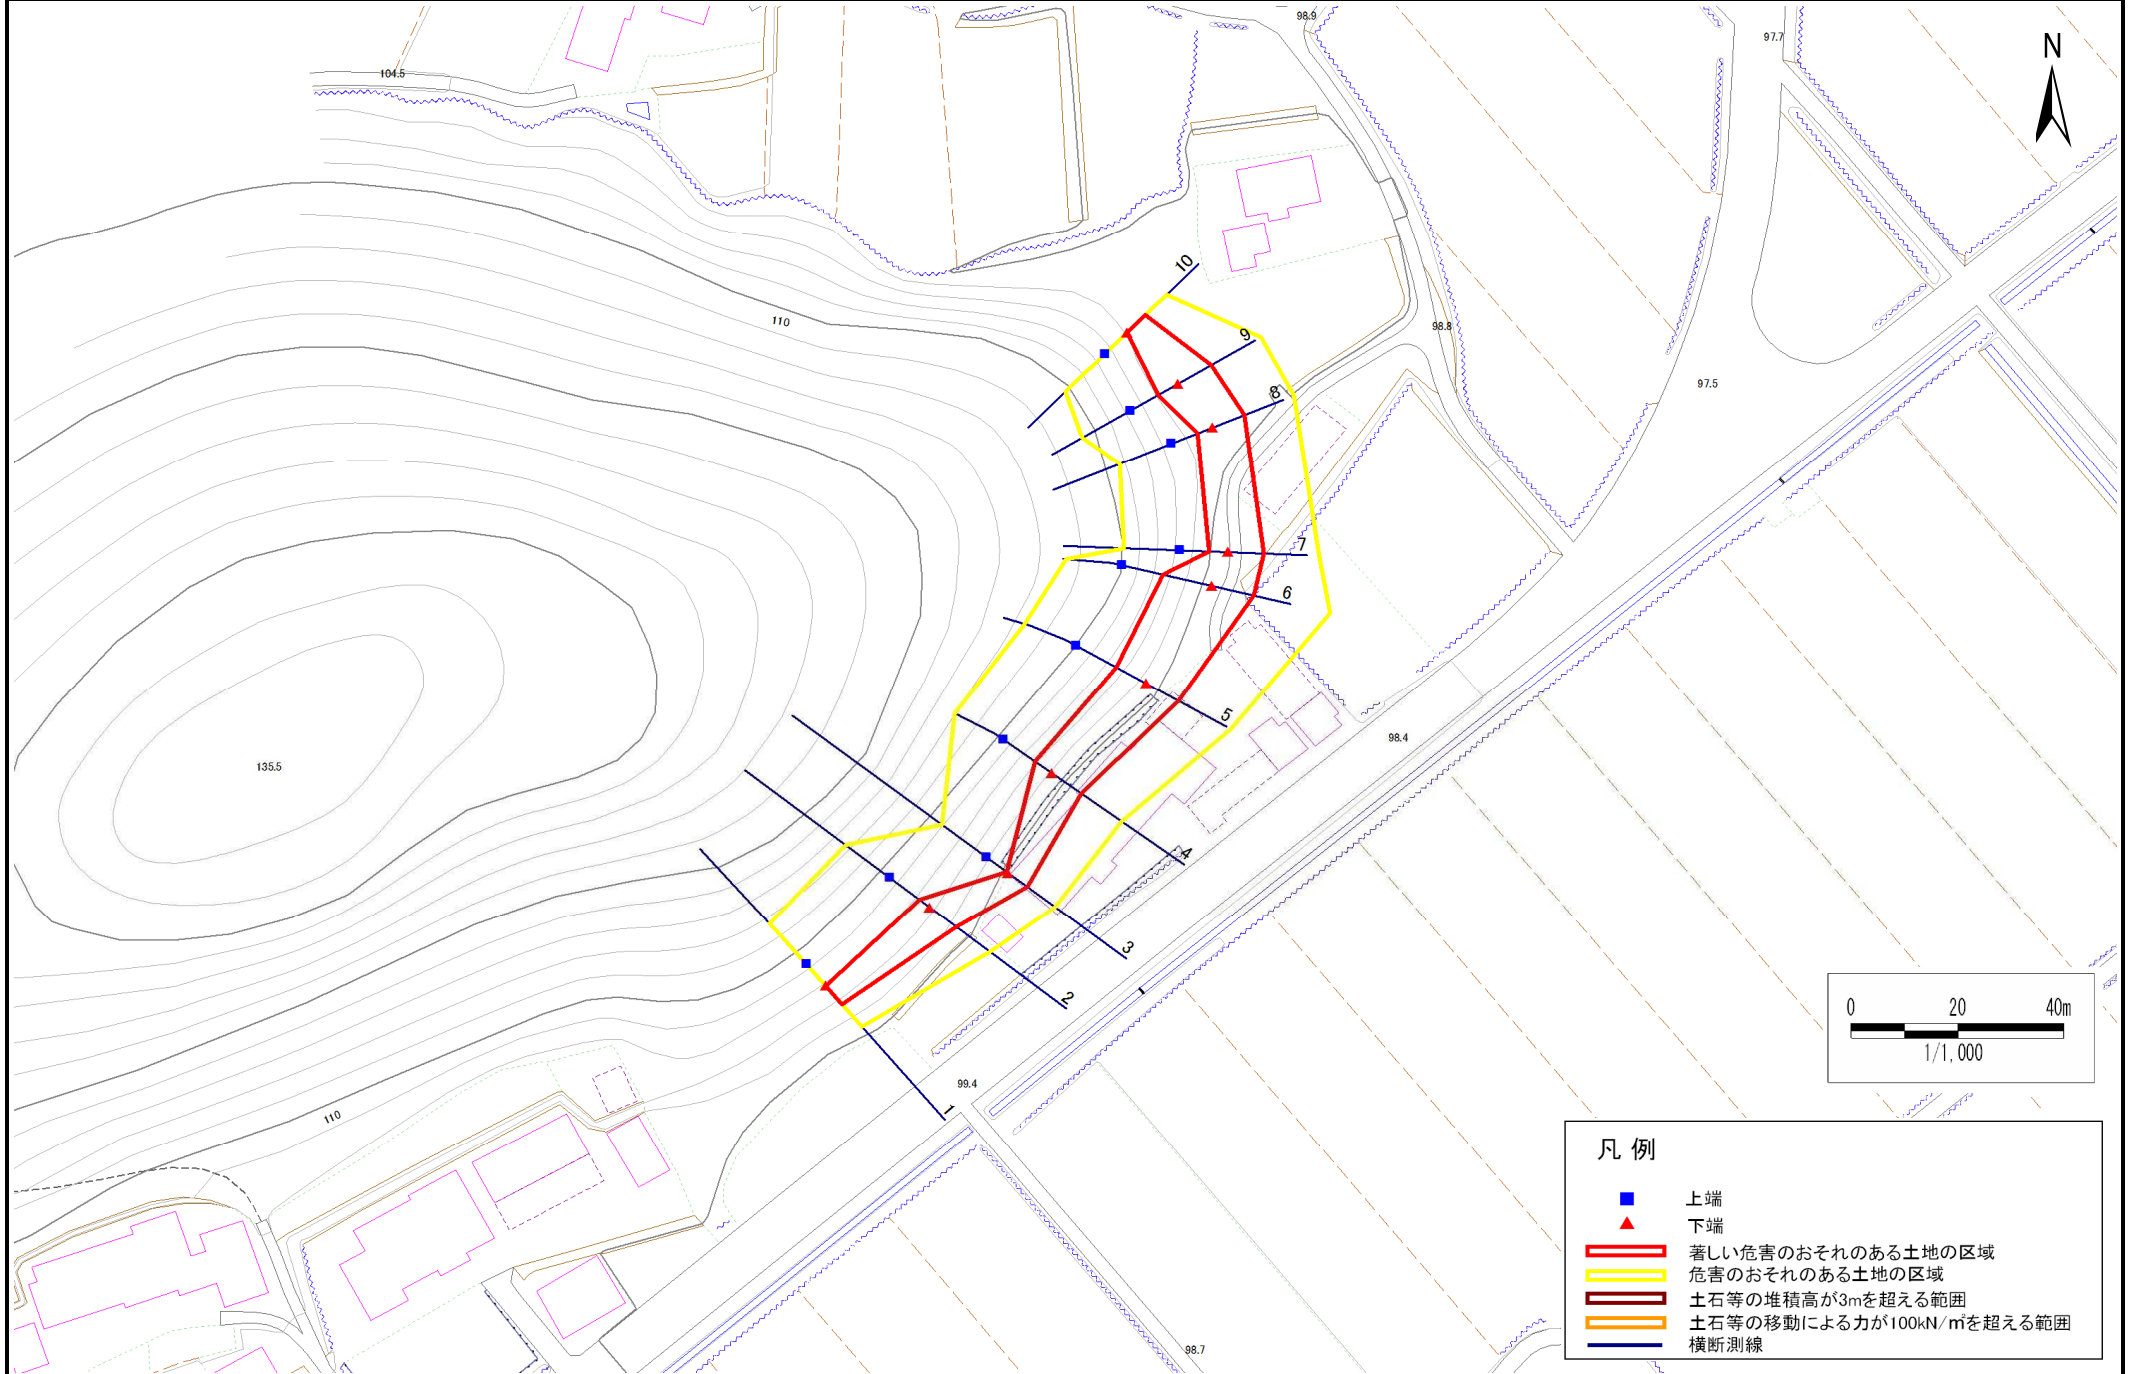 98.9
97.7
N
104.5
10
110
9
98.8
8
97.5
7
6
5
98.4
135.5
4
3
2
0 20 40m
1/1,000
99.4
1
110
凡例
上端
下端
著しい危害のおそれのある土地の区域
危害のおそれのある土地の区域
土石等の堆積高が3mを超える範囲
土石等の移動による力が100kN/㎡を超える範囲
横断測線
98.7